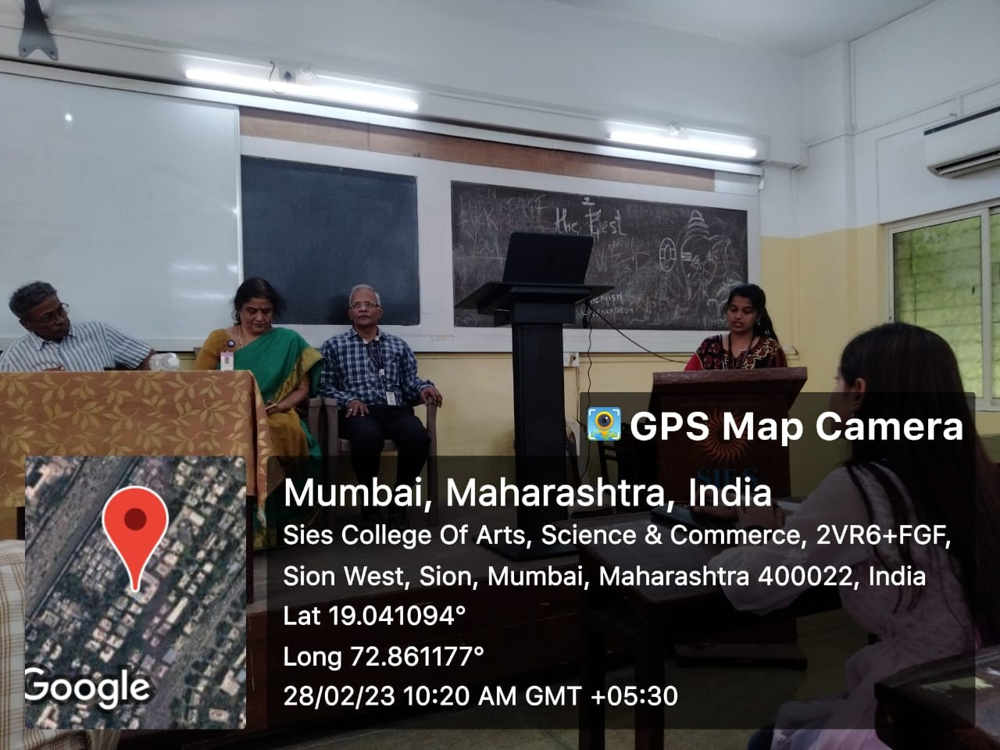 the Best
GPS Map Camera
SIES
Mumbai, Maharashtra, India
Sies College Of Arts, Science & Commerce, 2VR6+FGF,
Sion West, Sion, Mumbai, Maharashtra 400022, India
Lat 19.041094°
Long 72.861177°
28/02/23 10:20 AM GMT +05:30
Google